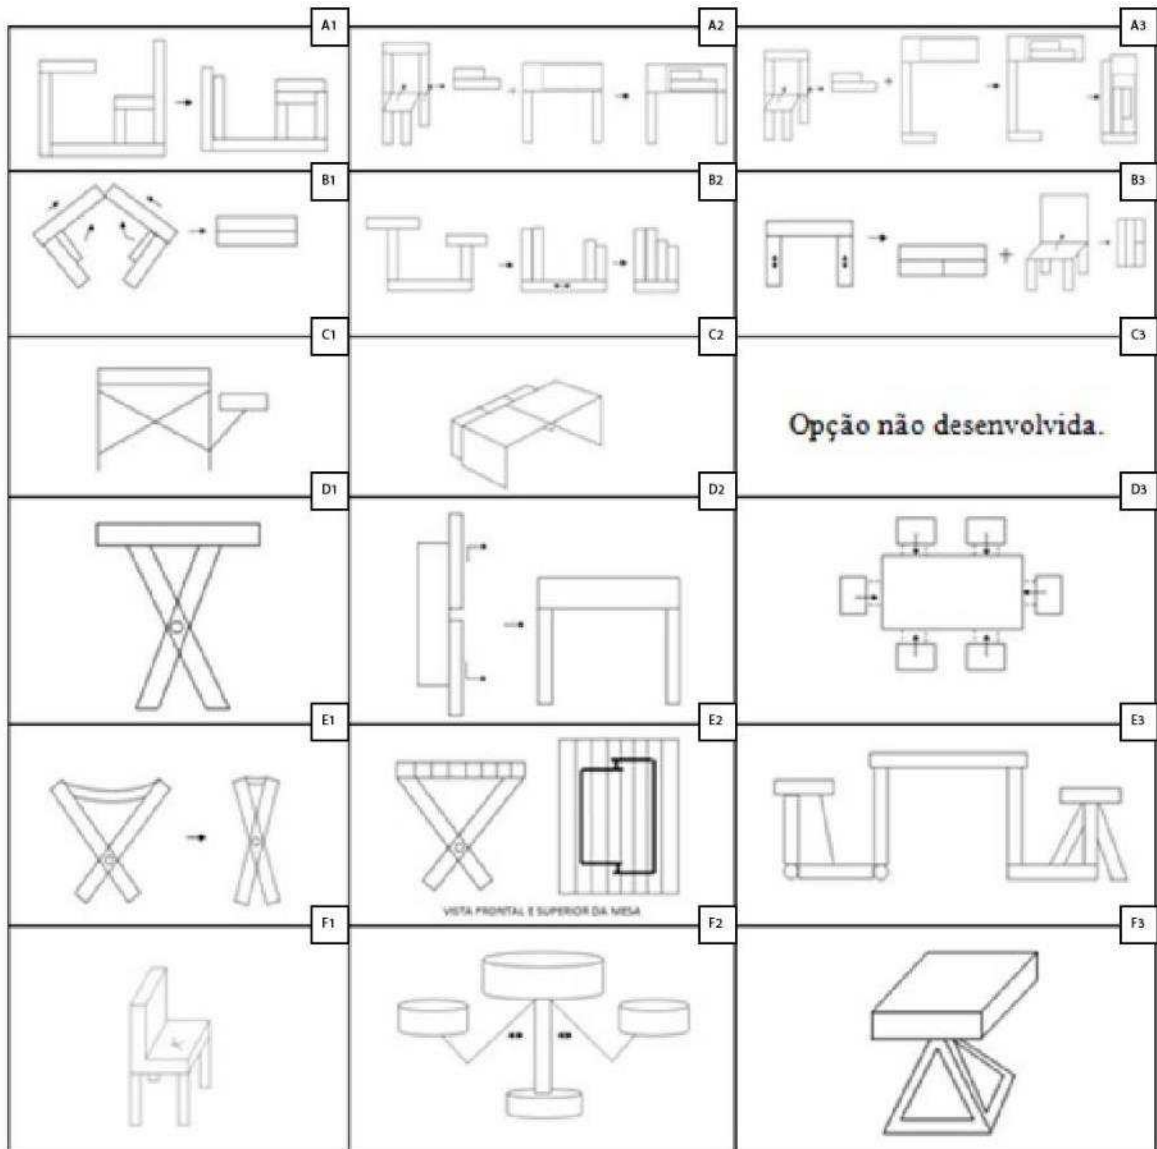 A1
A2
A3
B1
B2
B3
C1
C2
C3
Opção não desenvolvida.
D1
D2
D3
E1
E2
E3
VISTA FRONTAL E SUPERIOR DA MESA
F1
F2
F3